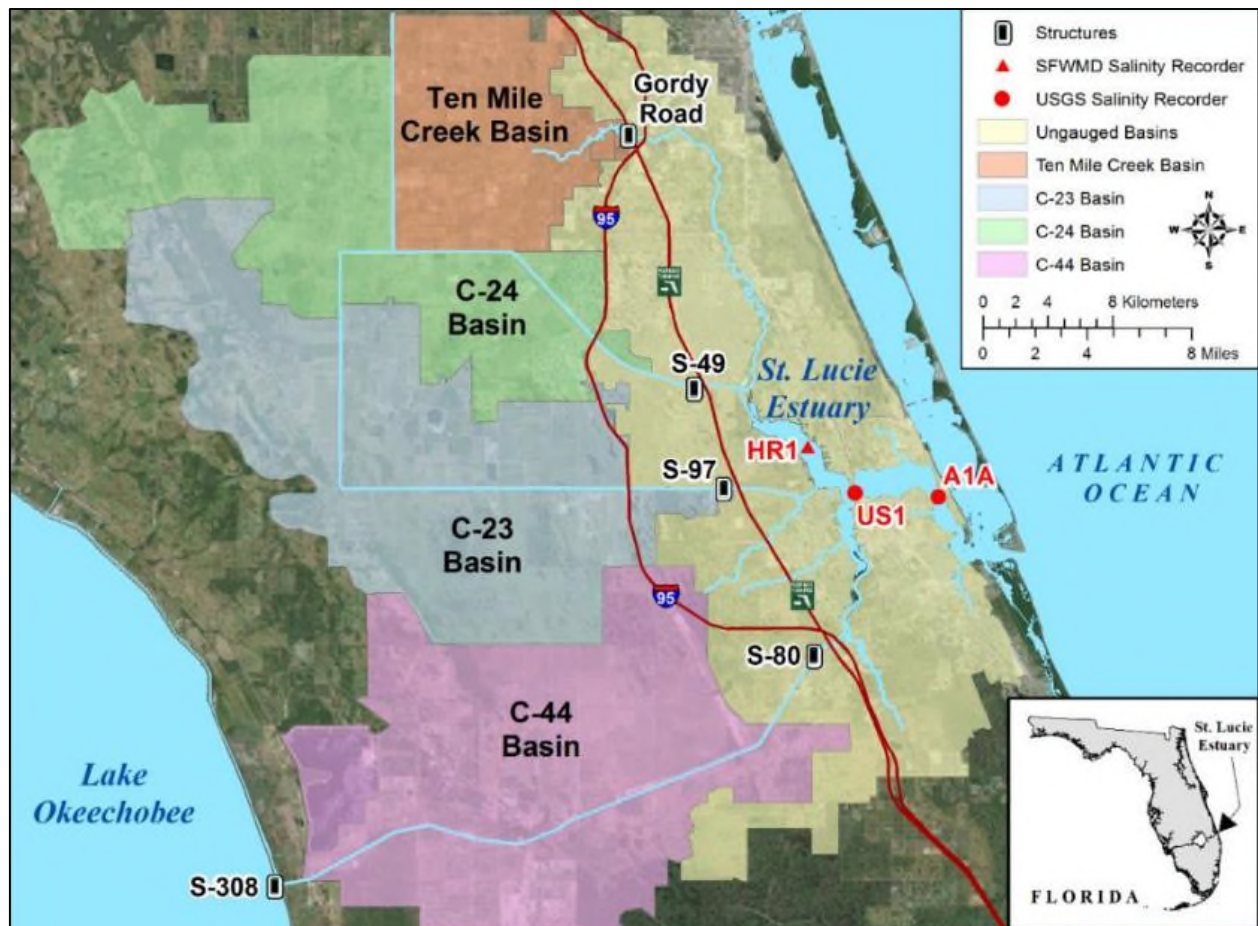 Ten Mile
Creek Basin
Gordy
Road
95
C-24
Basin
S-49
St. Lucie
Estuary
HR1
S-97
US1
A1A
ATLANTIC
OCEAN
C-23
Basin
95
S-80
C-44
Basin
Lake
Okeechobee
S-308
Structures
SFWMD Salinity Recorder
USGS Salinity Recorder
Ungauged Basins
Ten Mile Creek Basin
C-23 Basin
C-24 Basin
C-44 Basin
N
W E
S
0 2 4 8 Kilometers
0 2 4 8 Miles
St. Lucie
Estuary
FLORIDA